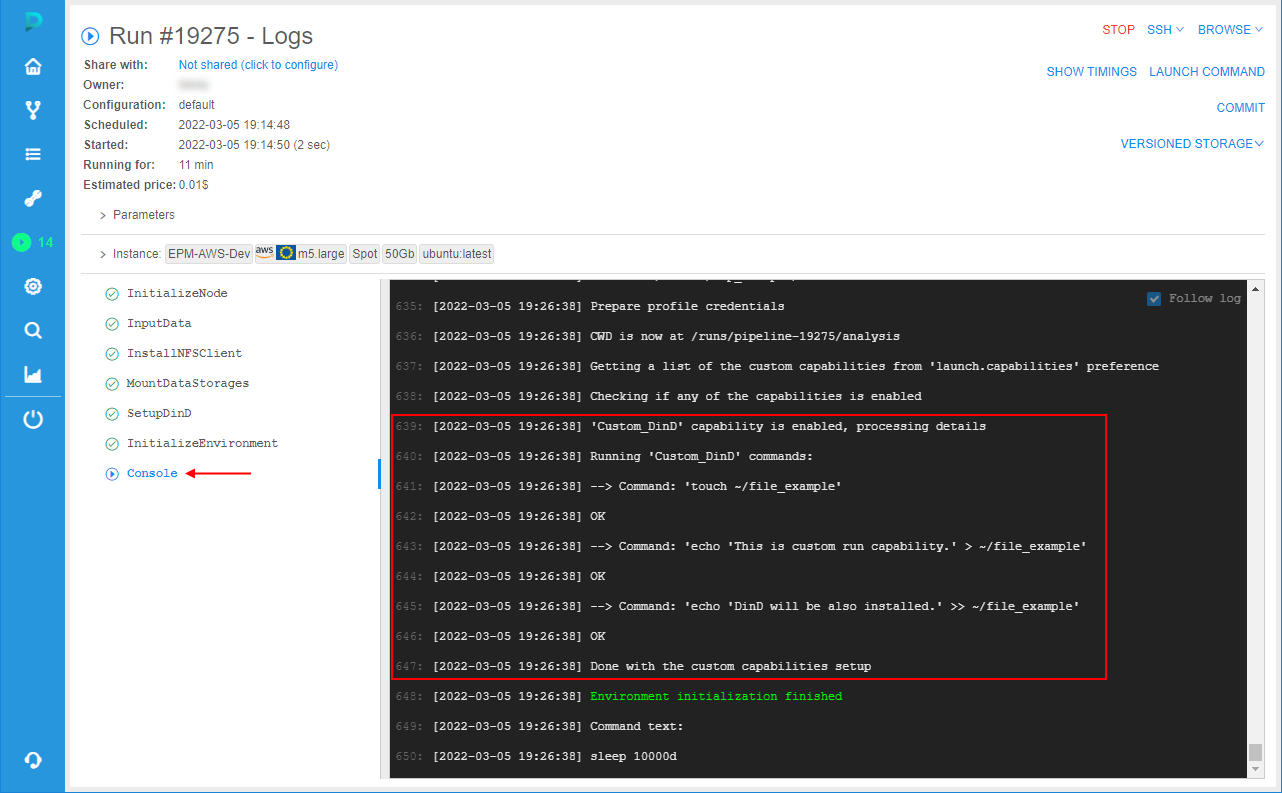 Run #19275 - Logs
STOP SSH BROWSE
Share with: Not shared (click to configure)
SHOW TIMINGS LAUNCH COMMAND
Owner:
Configuration: default
COMMIT
Scheduled: 2022-03-05 19:14:48
Started: 2022-03-05 19:14:50 (2 sec)
VERSIONED STORAGE
Running for: 11 min
Estimated price: 0.01$
Parameters
14
Instance: EPM-AWS-Dev aws m5.large Spot 50Gb ubuntu:latest
InitializeNode
InputData
InstallNFSClient
MountDataStorages
SetupDinD
InitializeEnvironment
Console
Follow log
635: [2022-03-05 19:26:38] Prepare profile credentials
636: [2022-03-05 19:26:38] CWD is now at /runs/pipeline-19275/analysis
637: [2022-03-05 19:26:38] Getting a list of the custom capabilities from 'launch.capabilities' preference
638: [2022-03-05 19:26:38] Checking if any of the capabilities is enabled
639: [2022-03-05 19:26:38] 'Custom_DinD' capability is enabled, processing details
640: [2022-03-05 19:26:38] Running 'Custom_DinD' commands:
641: [2022-03-05 19:26:38] --> Command: 'touch ~/file_example'
642: [2022-03-05 19:26:38] OK
643: [2022-03-05 19:26:38] --> Command: 'echo 'This is custom run capability.' > ~/file_example'
644: [2022-03-05 19:26:38] OK
645: [2022-03-05 19:26:38] --> Command: 'echo 'DinD will be also installed.' >> ~/file_example'
646: [2022-03-05 19:26:38] OK
647: [2022-03-05 19:26:38] Done with the custom capabilities setup
648: [2022-03-05 19:26:38] Environment initialization finished
649: [2022-03-05 19:26:38] Command text:
650: [2022-03-05 19:26:38] sleep 10000d